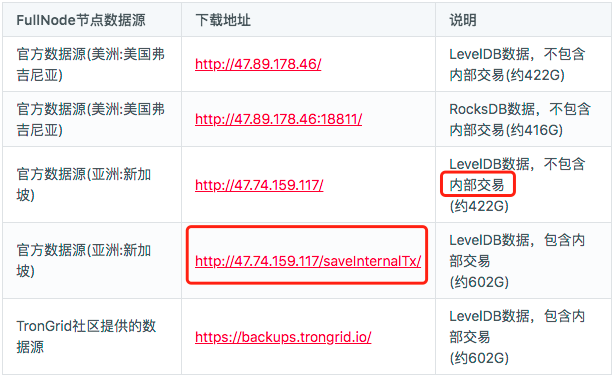 FullNode节点数据源 下载地址 说明
官方数据源(美洲:美国弗 http://47.89.178.46/ LevelDB数据，不包含
吉尼亚) 内部交易(约422G)
官方数据源(美洲:美国弗 http://47.89.178.46:18811/ RocksDB数据，不包含
吉尼亚) 内部交易(约416G)
官方数据源(亚洲:新加 http://47.74.159.117/ LevelDB数据，不包含
坡) 内部交易
(约422G)
官方数据源(亚洲:新加 http://47.74.159.117/saveInternalTx/ LevelDB数据，包含内
坡) 部交易
(约602G)
TronGrid社区提供的数 https://backups.trongrid.io/ LevelDB数据，包含内
据源 部交易
(约602G)